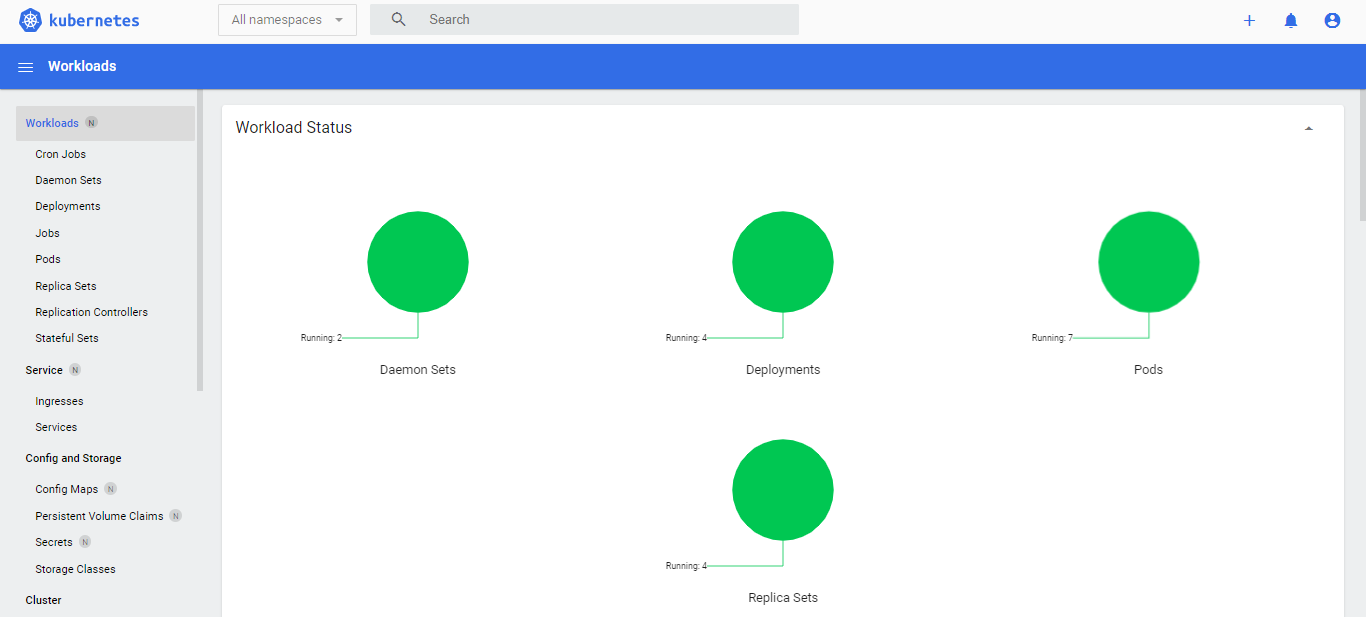 kubernetes
All namespaces
Search
Workloads
Workloads N
Cron Jobs
Daemon Sets
Deployments
Jobs
Pods
Replica Sets
Replication Controllers
Stateful Sets
Service N
Ingresses
Services
Config and Storage
Config Maps N
Persistent Volume Claims N
Secrets N
Storage Classes
Cluster
Workload Status
Running: 2
Daemon Sets
Running: 4
Deployments
Running: 7
Pods
Running: 4
Replica Sets